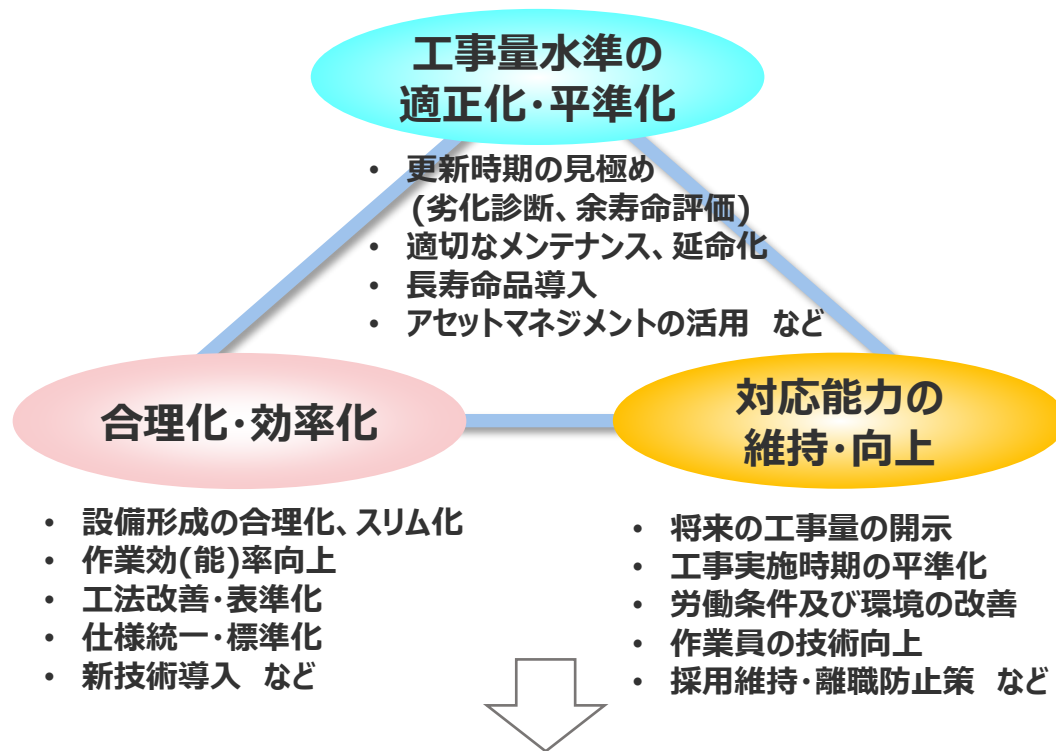 工事量水準の
適正化・平準化
・ 更新時期の見極め
(劣化診断、余寿命評価)
・ 適切なメンテナンス、延命化
・ 長寿命品導入
・ アセットマネジメントの活用 など
合理化・効率化
・ 設備形成の合理化、スリム化
・ 作業効(能)率向上
・ 工法改善・表準化
・ 仕様統一・標準化
・ 新技術導入 など
対応能力の
維持・向上
・ 将来の工事量の開示
・ 工事実施時期の平準化
・ 労働条件及び環境の改善
・ 作業員の技術向上
・ 採用維持・離職防止策 など